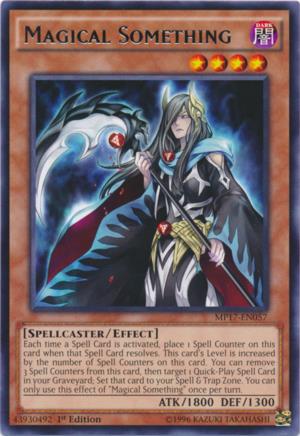 MAGICAL SOMETHING
DARK
闇
MP17-EN057
[SPELLCASTER/EFFECT]
Each time a Spell Card is activated, place 1 Spell Counter on
this card when that Spell Card resolves. This card's Level is increased
by the number of Spell Counters on this card. You can remove
3 Spell Counters from this card, then target 1 Quick-Play Spell Card
in your Graveyard; Set that card to your Spell & Trap Zone. You can
only use this effect of "Magical Something" once per turn.
ATK/1800 DEF/1300
43930492 1st Edition ©1996 KAZUKI TAKAHASHI